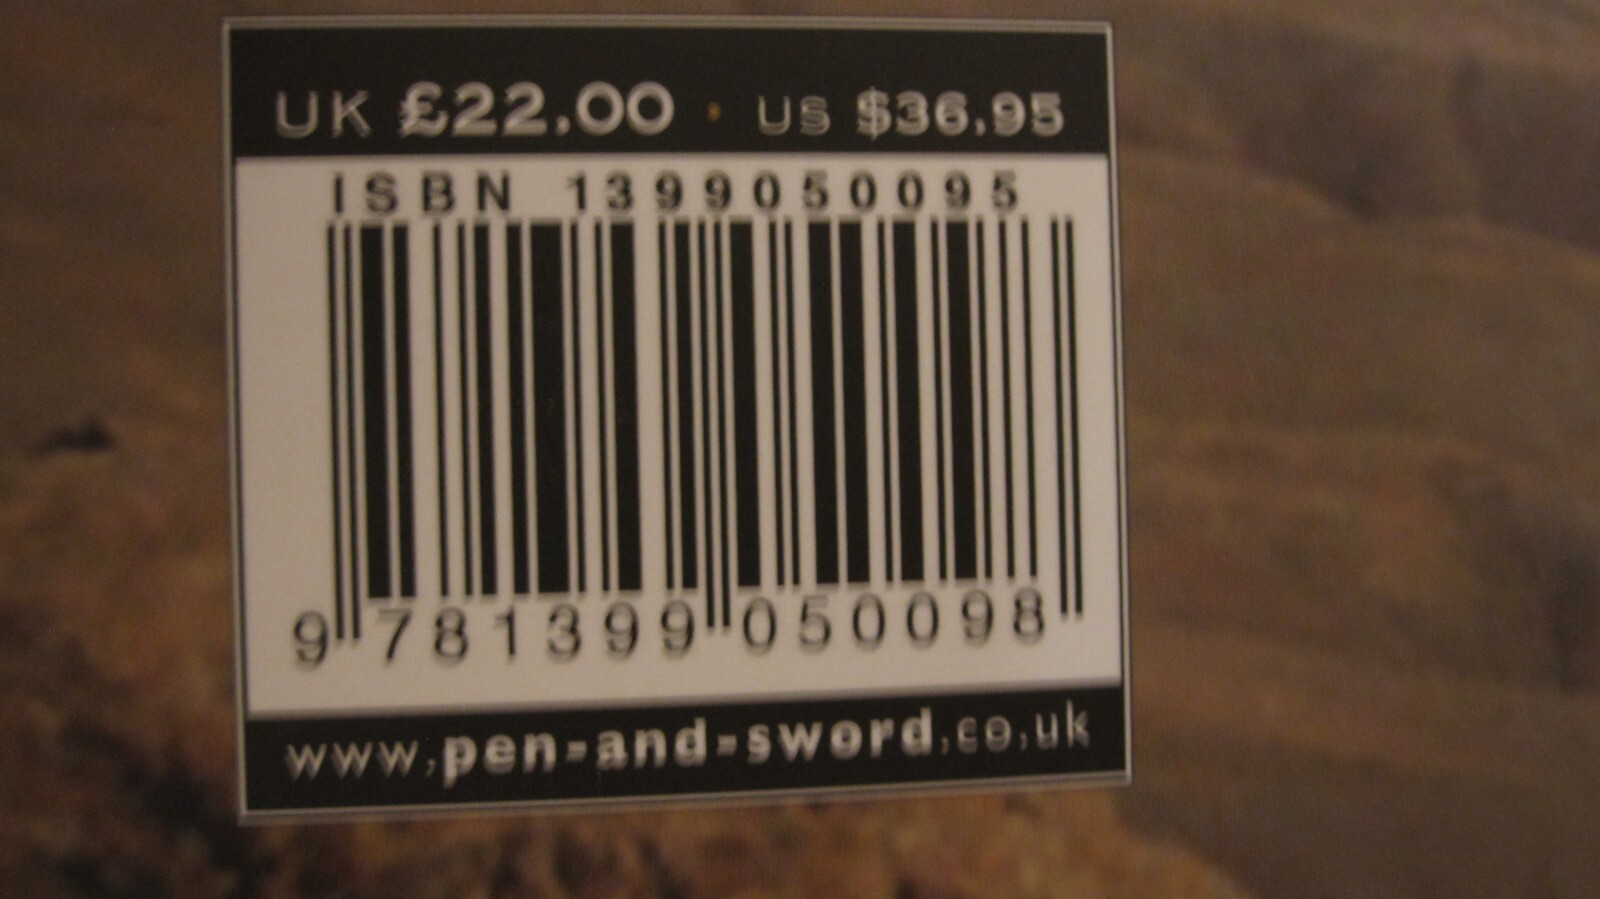 UK £22.00 · US $36.95
ISBN 1399050095
9 781399 050098
www.pen-and-sword.co.uk